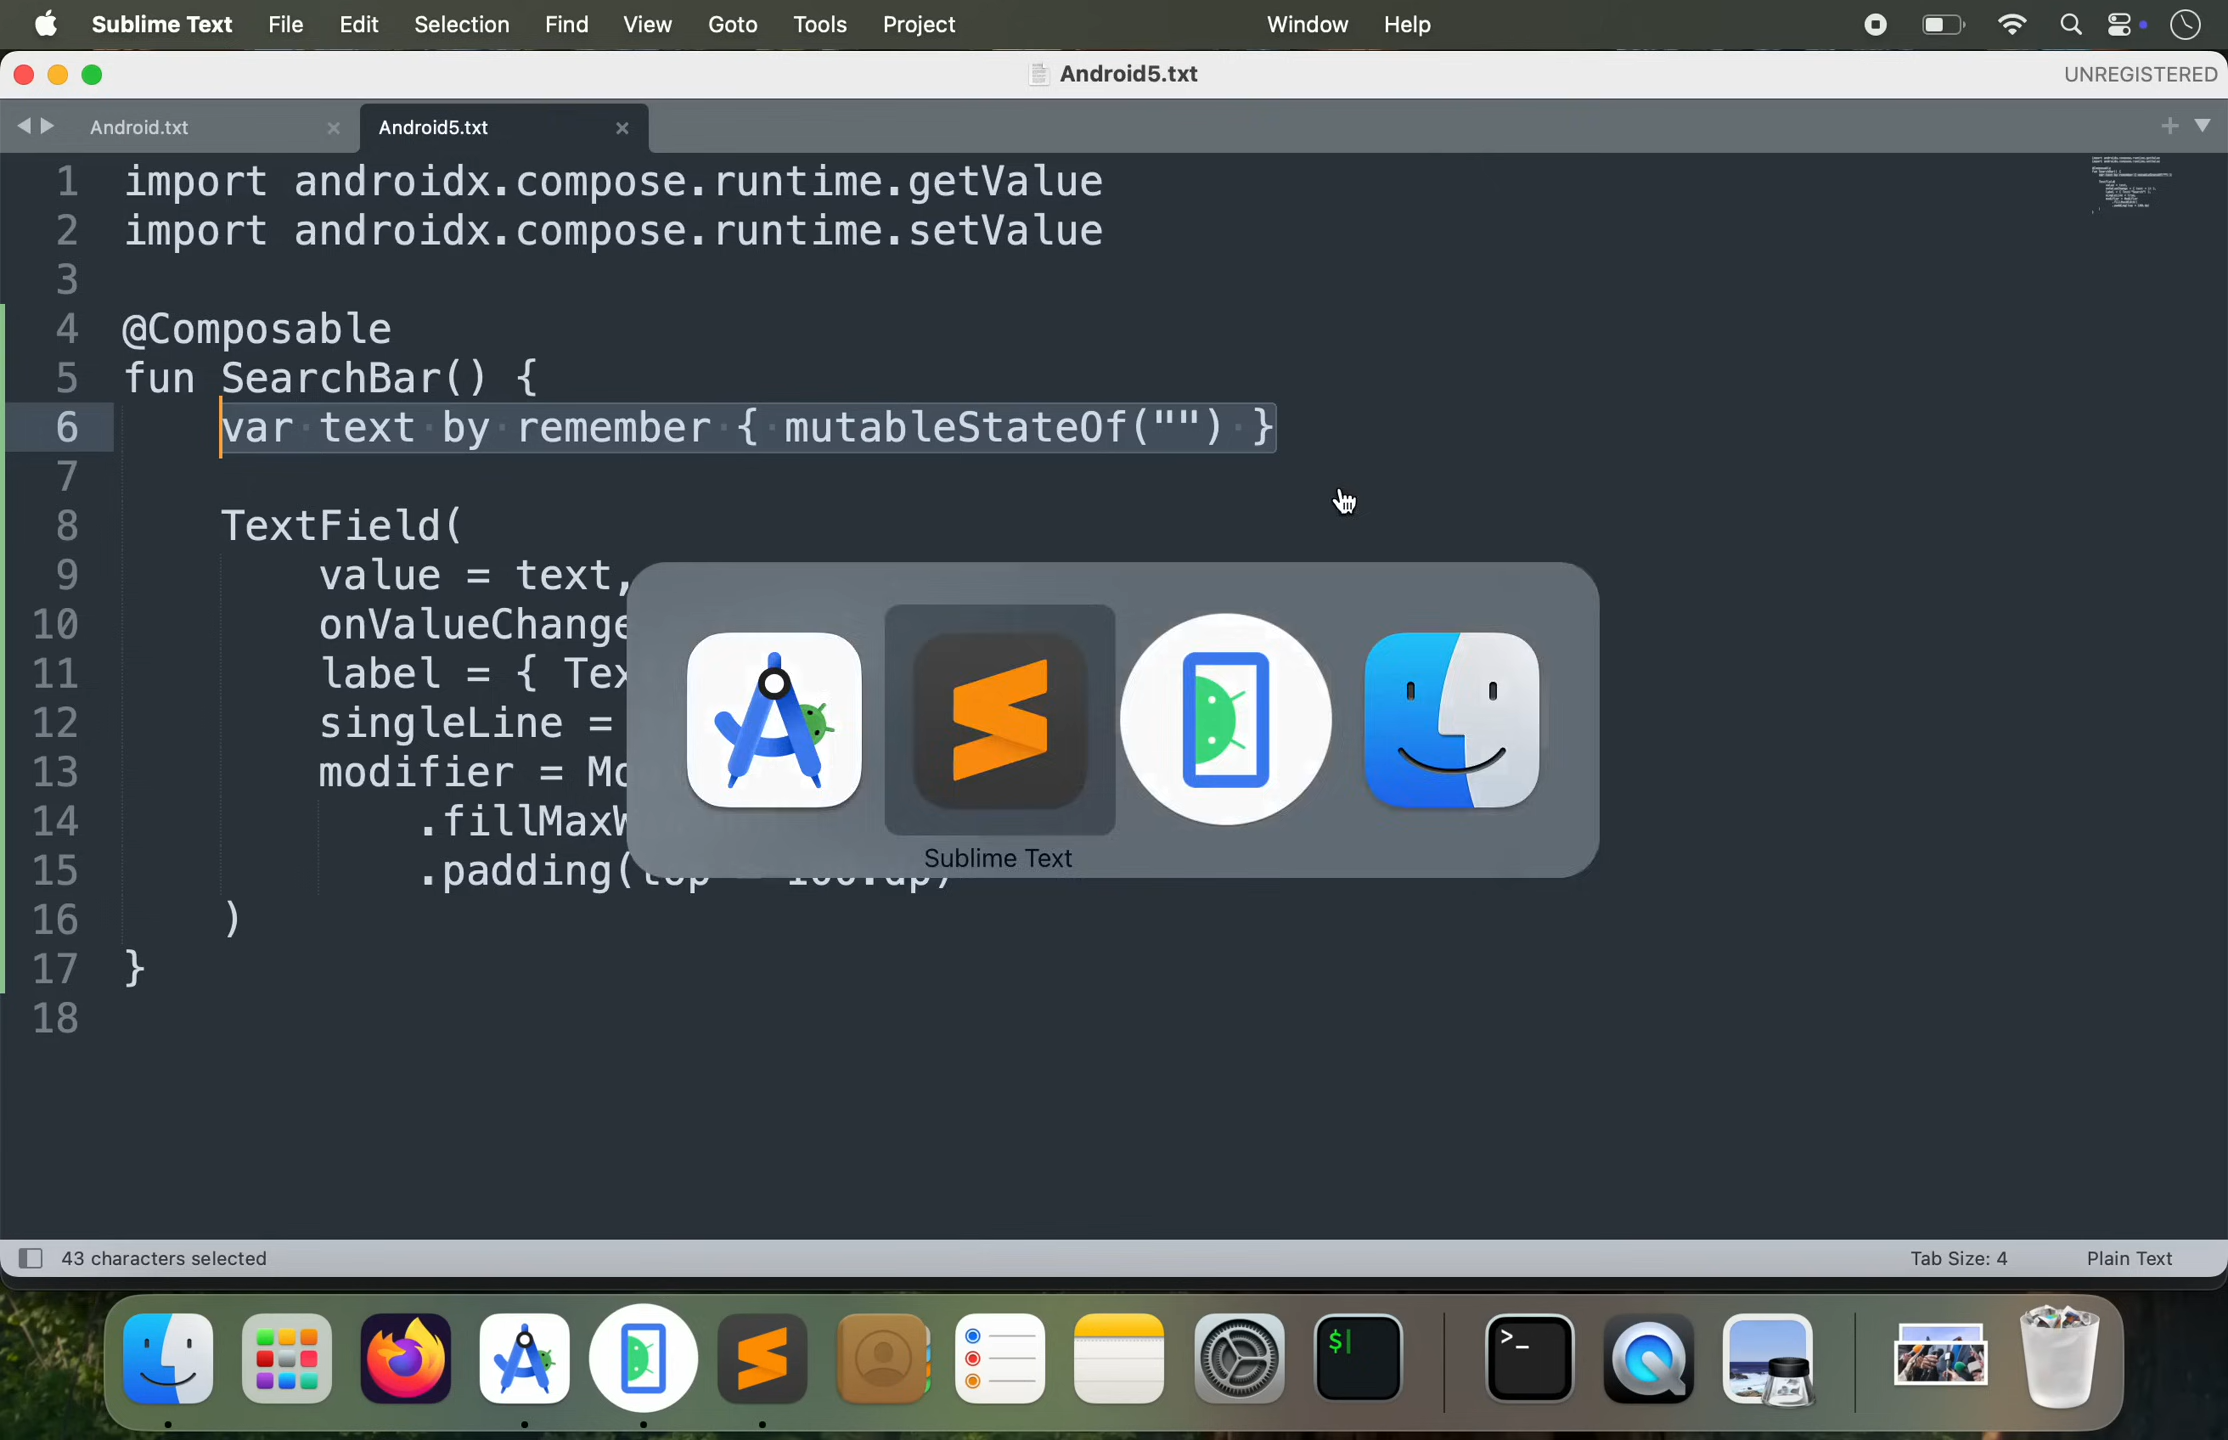 Sublime Text File Edit Selection Find View Goto Tools Project Window Help
Android5.txt
UNREGISTERED
Android.txt
Android5.txt
1 import androidx.compose.runtime.getValue
2 import androidx.compose.runtime.setValue
3
4 @Composable
5 fun SearchBar() {
6 var text by remember { mutableStateOf("") }
7
8 TextField(
9 value = text,
10 onValueChange
11 label = { Tex
12 singleLine =
13 modifier = Mo
14 .fillMaxW
15 .padding(top = 100.dp)
16 )
17 }
18
Sublime Text
43 characters selected
Tab Size: 4
Plain Text